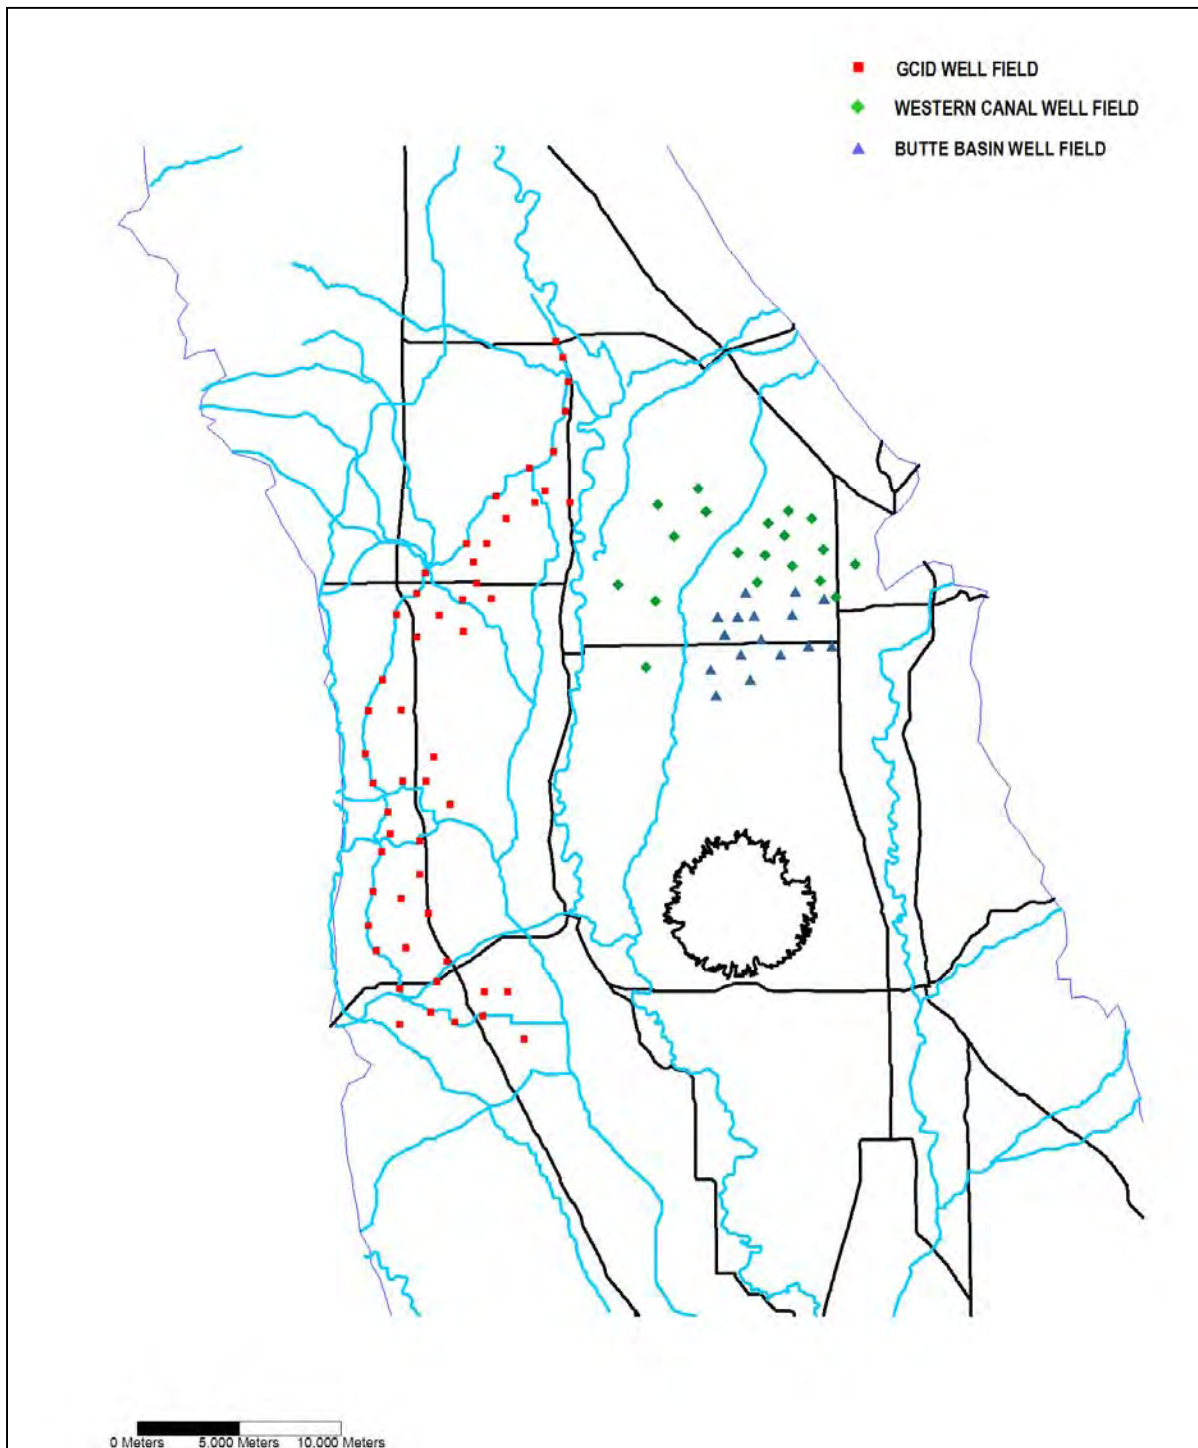 GCID WELL FIELD
WESTERN CANAL WELL FIELD
BUTTE BASIN WELL FIELD
0 Meters 5,000 Meters 10,000 Meters